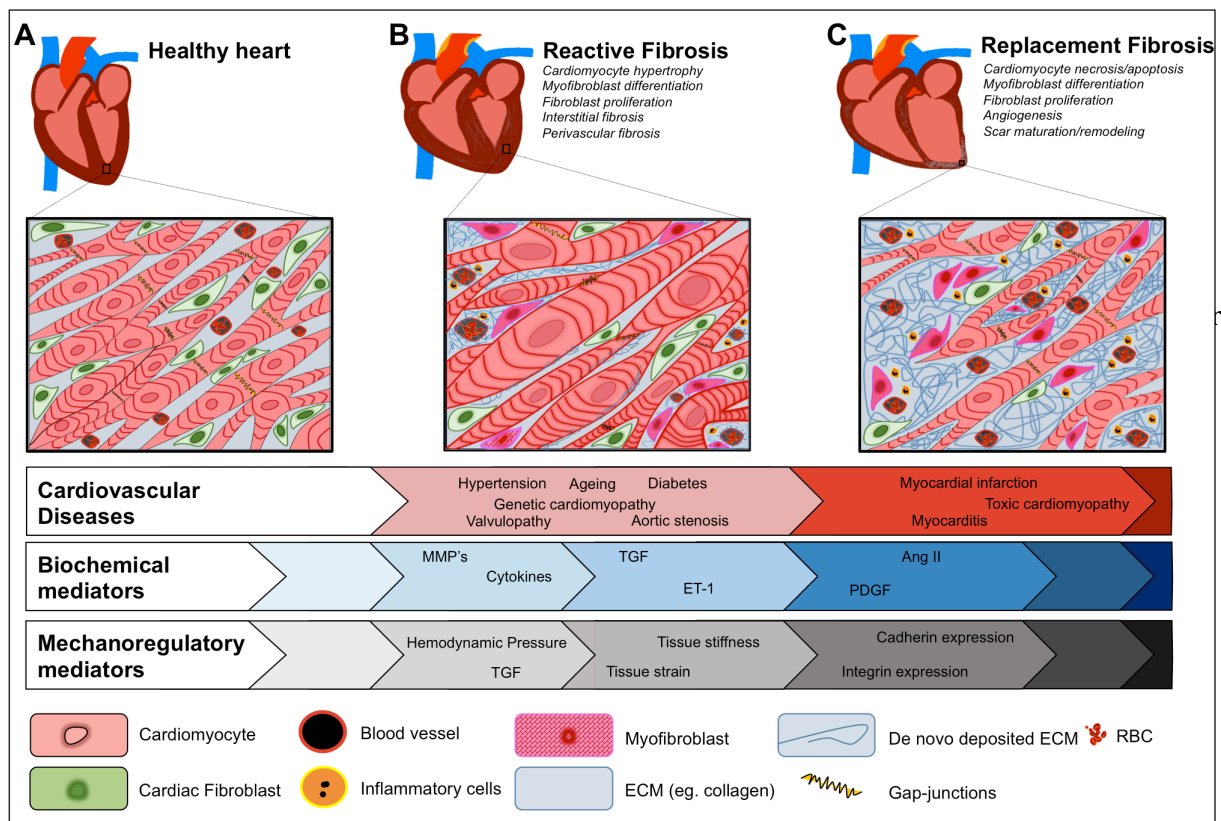 A
Healthy heart
B
Reactive Fibrosis
Cardiomyocyte hypertrophy
Myofibroblast differentiation
Fibroblast proliferation
Interstitial fibrosis
Perivascular fibrosis
C
Replacement Fibrosis
Cardiomyocyte necrosis/apoptosis
Myofibroblast differentiation
Fibroblast proliferation
Angiogenesis
Scar maturation/remodeling
Cardiovascular
Diseases
Hypertension Ageing Diabetes
Genetic cardiomyopathy
Valvulopathy Aortic stenosis
Myocardial infarction
Toxic cardiomyopathy
Myocarditis
Biochemical
mediators
MMP's
Cytokines
TGF
ET-1
Ang II
PDGF
Mechanoregulatory
mediators
Hemodynamic Pressure
TGF
Tissue stiffness
Tissue strain
Cadherin expression
Integrin expression
Cardiomyocyte
Blood vessel
Myofibroblast
De novo deposited ECM
RBC
Cardiac Fibroblast
Inflammatory cells
ECM (eg. collagen)
Gap-junctions